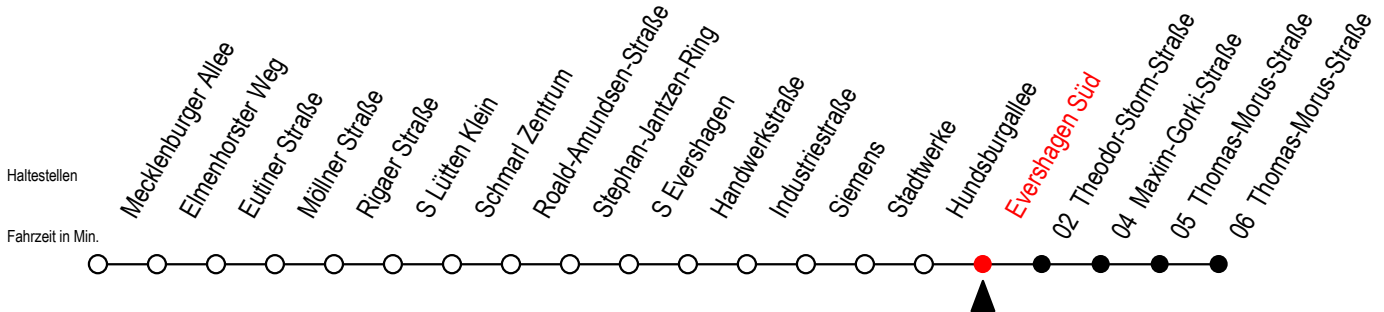 Haltestellen
Mecklenburger Allee
Elmenhorster Weg
Eutiner Straße
Möllner Straße
Rigaer Straße
S Lütten Klein
Schmarl Zentrum
Roald-Amundsen-Straße
Stephan-Jantzen-Ring
S Evershagen
Handwerkstraße
Industriestraße
Siemens
Stadtwerke
Hundsburgallee
Evershagen Süd
02 Theodor-Storm-Straße
04 Maxim-Gorki-Straße
05 Thomas-Morus-Straße
06 Thomas-Morus-Straße
Fahrzeit in Min.